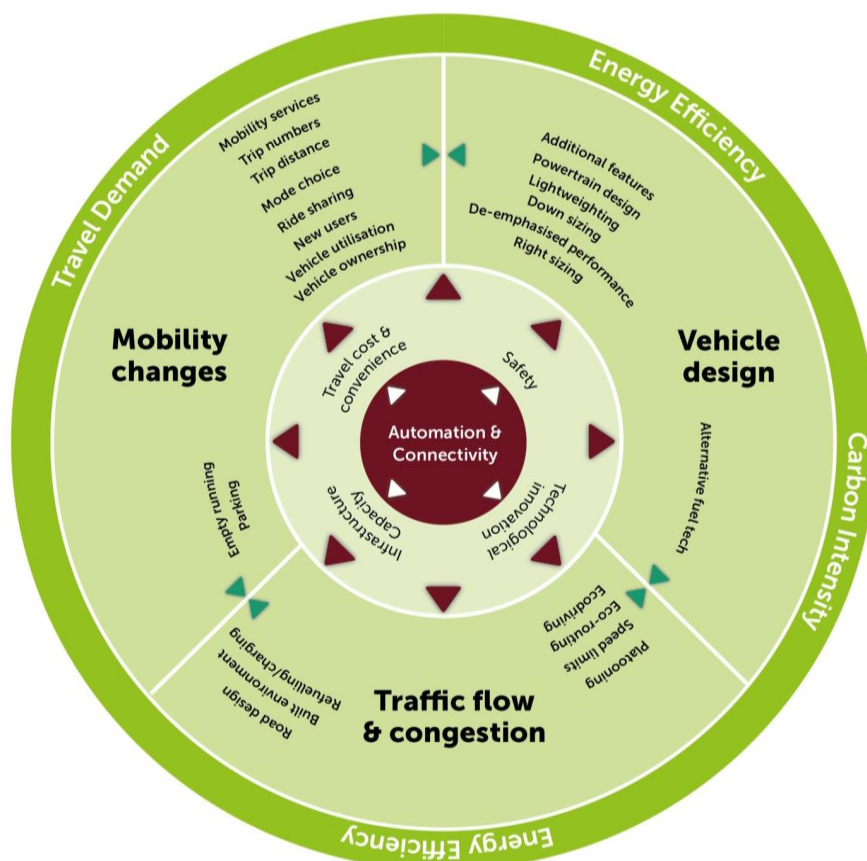 Energy Efficiency
Travel Demand
Carbon Intensity
Energy Efficiency
Mobility services
Trip numbers
Trip distance
Mode choice
Ride sharing
New users
Vehicle utilisation
Vehicle ownership
Additional features
Powertrain design
Lightweighting
Down sizing
De-emphasised performance
Right sizing
Mobility
changes
Vehicle
design
Travel cost &
convenience
Safety
Automation &
Connectivity
Infrastructure
Capacity
Technological
innovation
Alternative fuel tech
Empty running
Parking
Ecodriving
Eco-routing
Speed limits
Platooning
Refuelling/charging
Built environment
Road design
Traffic flow
& congestion